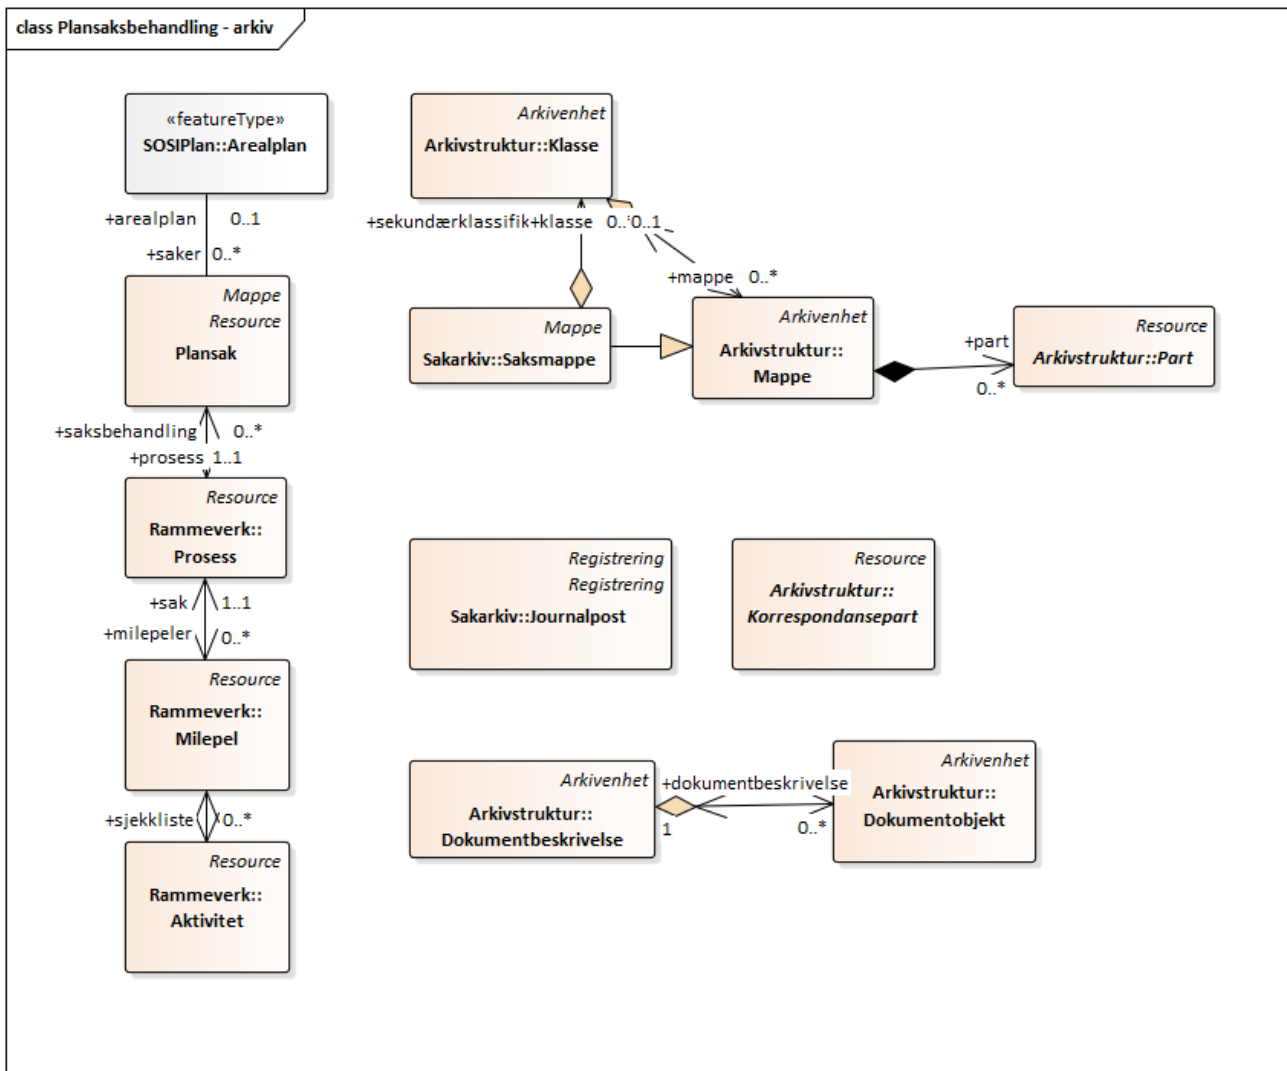 class Plansaksbehandling - arkiv
«featureType»
SOSIPlan::Arealplan
+arealplan 0..1
+saker 0..*
Mappe
Resource
Plansak
+saksbehandling 0..*
+prosess 1..1
Resource
Rammeverk::
Prosess
+sak 1..1
+milepeler 0..*
Resource
Rammeverk::
Milepel
+sjekkliste 0..*
Resource
Rammeverk::
Aktivitet
Arkivenhet
Arkivstruktur::Klasse
+sekundærklassifik+klasse 0..*0..1
+mappe 0..*
Mappe
Sakarkiv::Saksmappe
Arkivenhet
Arkivstruktur::
Mappe
+part
0..*
Resource
Arkivstruktur::Part
Registrering
Registrering
Sakarkiv::Journalpost
Resource
Arkivstruktur::
Korrespondansepart
Arkivenhet
Arkivstruktur::
Dokumentbeskrivelse
+dokumentbeskrivelse
1
0..*
Arkivenhet
Arkivstruktur::
Dokumentobjekt